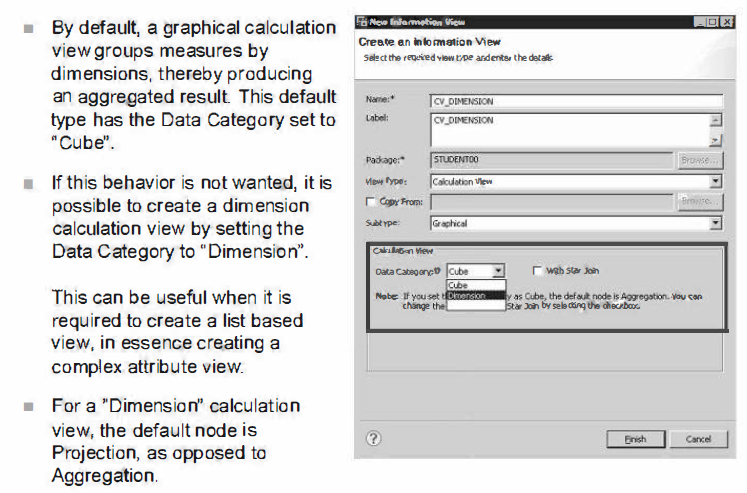 By default, a graphical calculation
view groups measures by
dimensions, thereby producing
an aggregated result. This default
type has the Data Category set to
"Cube".
If this behavior is not wanted, it is
possible to create a dimension
calculation view by setting the
Data Category to "Dimension".
This can be useful when it is
required to create a list based
view, in essence creating a
complex attribute view.
For a "Dimension" calculation
view, the default node is
Projection, as opposed to
Aggregation.
New Information View
Create an Information View
Select the required view type and enter the details
Name:* CV_DIMENSION
Label: CV_DIMENSION
Package:* STUDENT00 Browse...
View Type: Calculation View
Copy From: Browse...
Subtype: Graphical
Calculation View
Data Category: Cube With Star Join
Cube
Note: If you set t Dimension y as Cube, the default node is Aggregation. You can
change the Star Join by selecting the checkbox.
? Finish Cancel